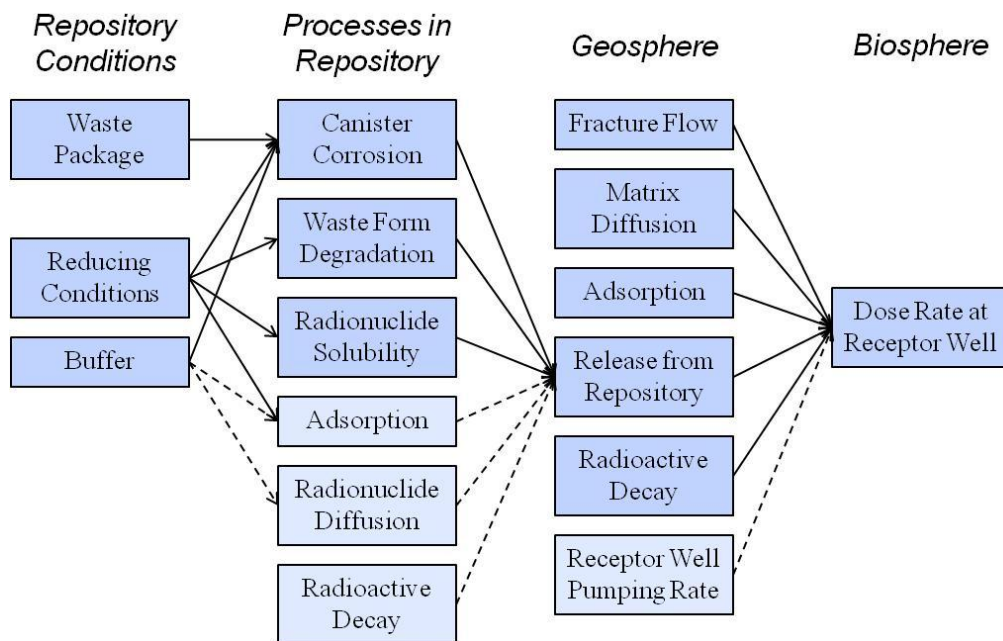 Repository
Conditions
Waste
Package
Reducing
Conditions
Buffer
Processes in
Repository
Canister
Corrosion
Waste Form
Degradation
Radionuclide
Solubility
Adsorption
Radionuclide
Diffusion
Radioactive
Decay
Geosphere
Fracture Flow
Matrix
Diffusion
Adsorption
Release from
Repository
Radioactive
Decay
Receptor Well
Pumping Rate
Biosphere
Dose Rate at
Receptor Well